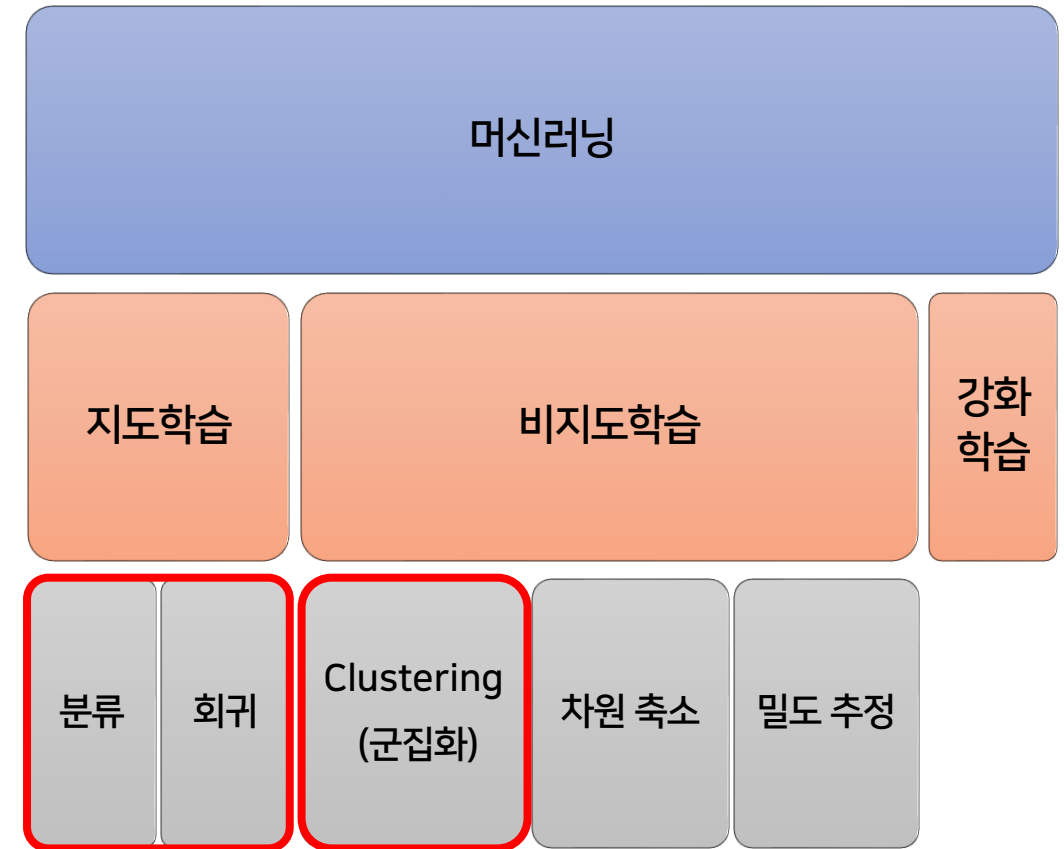 머신러닝
지도학습
비지도학습
강화
학습
분류
회귀
Clustering
(군집화)
차원 축소
밀도 추정